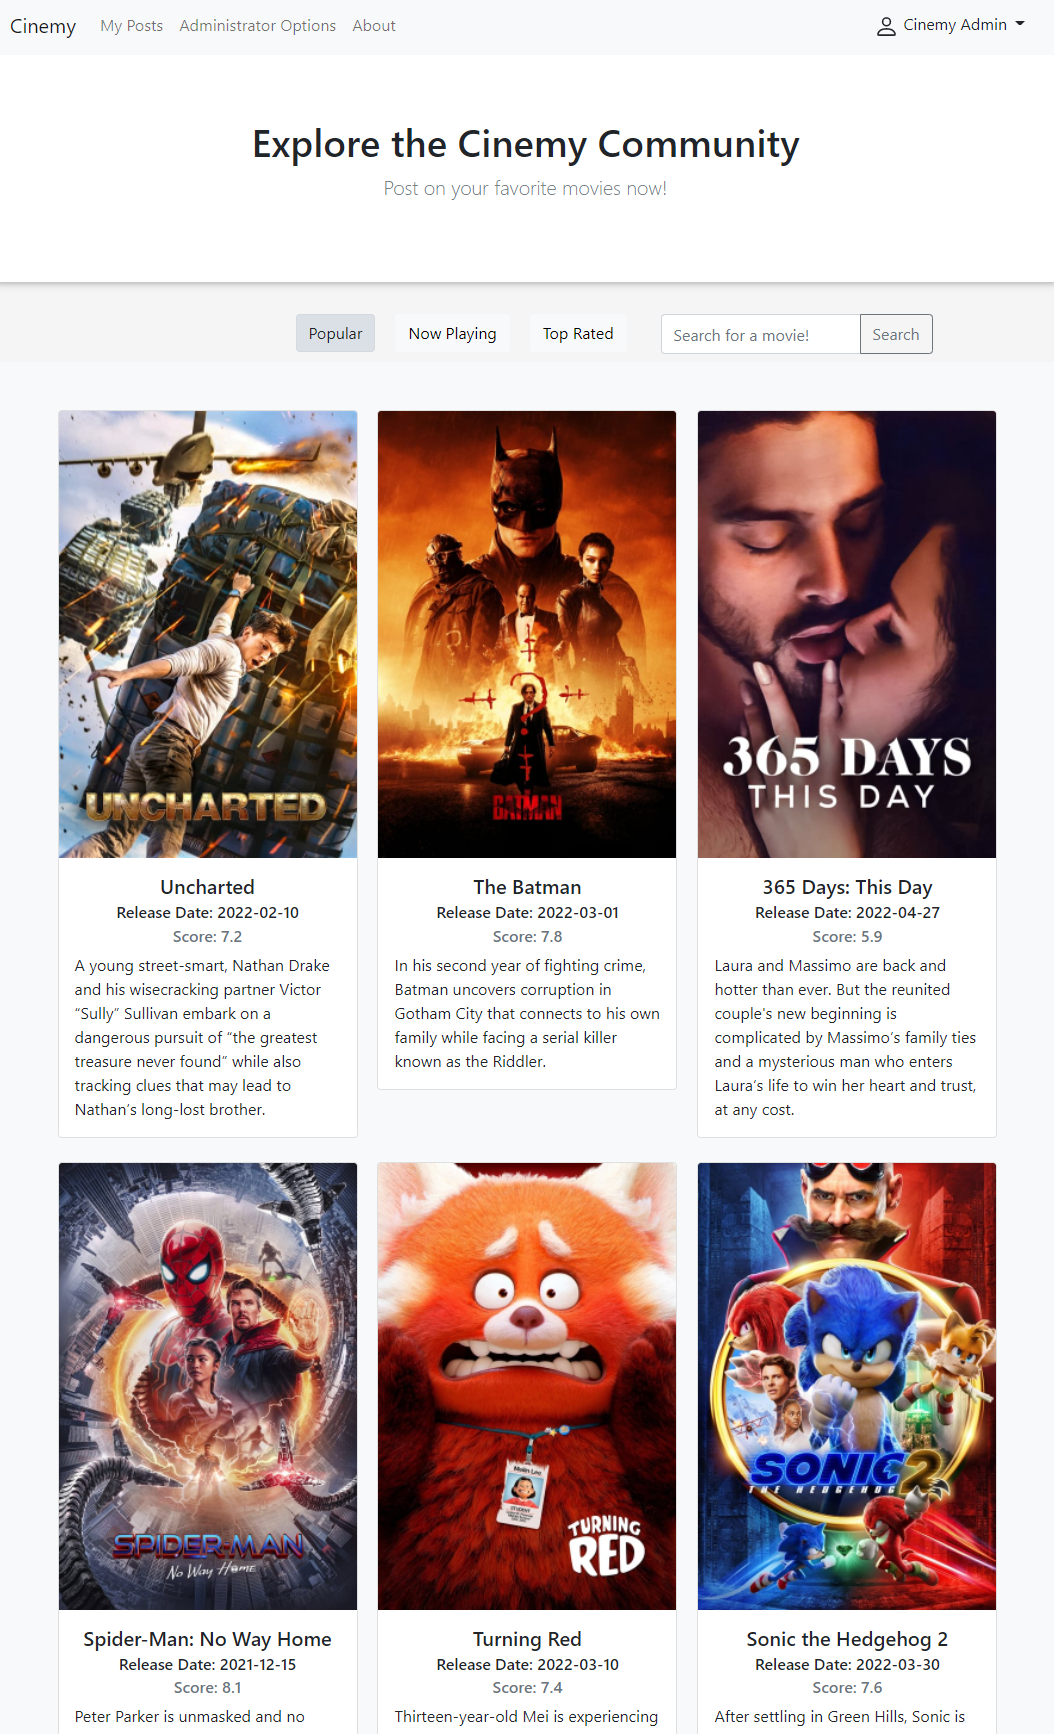 Cinemy My Posts Administrator Options About Cinemy Admin
Explore the Cinemy Community
Post on your favorite movies now!
Popular Now Playing Top Rated Search for a movie! Search
UNCHARTED
BATMAN
365 DAYS
THIS DAY
Uncharted
Release Date: 2022-02-10
Score: 7.2
A young street-smart, Nathan Drake
and his wisecracking partner Victor
“Sully” Sullivan embark on a
dangerous pursuit of “the greatest
treasure never found” while also
tracking clues that may lead to
Nathan’s long-lost brother.
The Batman
Release Date: 2022-03-01
Score: 7.8
In his second year of fighting crime,
Batman uncovers corruption in
Gotham City that connects to his own
family while facing a serial killer
known as the Riddler.
365 Days: This Day
Release Date: 2022-04-27
Score: 5.9
Laura and Massimo are back and
hotter than ever. But the reunited
couple's new beginning is
complicated by Massimo’s family ties
and a mysterious man who enters
Laura’s life to win her heart and trust,
at any cost.
SPIDER-MAN
No Way Home
Meilin Lee
STUDENT
TURNING
RED
SONIC 2
THE HEDGEHOG
Spider-Man: No Way Home
Release Date: 2021-12-15
Score: 8.1
Peter Parker is unmasked and no
Turning Red
Release Date: 2022-03-10
Score: 7.4
Thirteen-year-old Mei is experiencing
Sonic the Hedgehog 2
Release Date: 2022-03-30
Score: 7.6
After settling in Green Hills, Sonic is